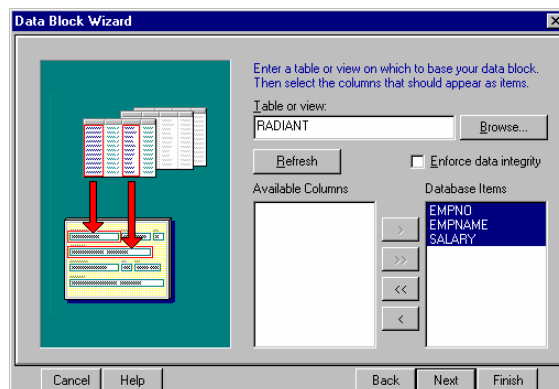 Data Block Wizard
Enter a table or view on which to base your data block.
Then select the columns that should appear as items.
Table or view:
RADIANT
Browse...
Refresh
Enforce data integrity
Available Columns
Database Items
EMPNO
EMPNAME
SALARY
>
>>
<<
<
Cancel
Help
Back
Next
Finish